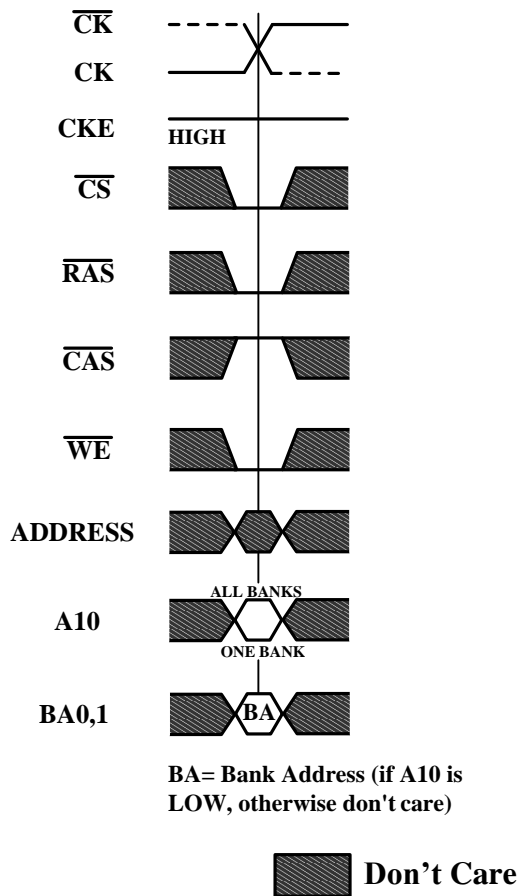 CK
CK
CKE
HIGH
CS
RAS
CAS
WE
ADDRESS
ALL BANKS
A10
ONE BANK
BA0,1
BA
BA= Bank Address (if A10 is
LOW, otherwise don't care)
Don’t Care